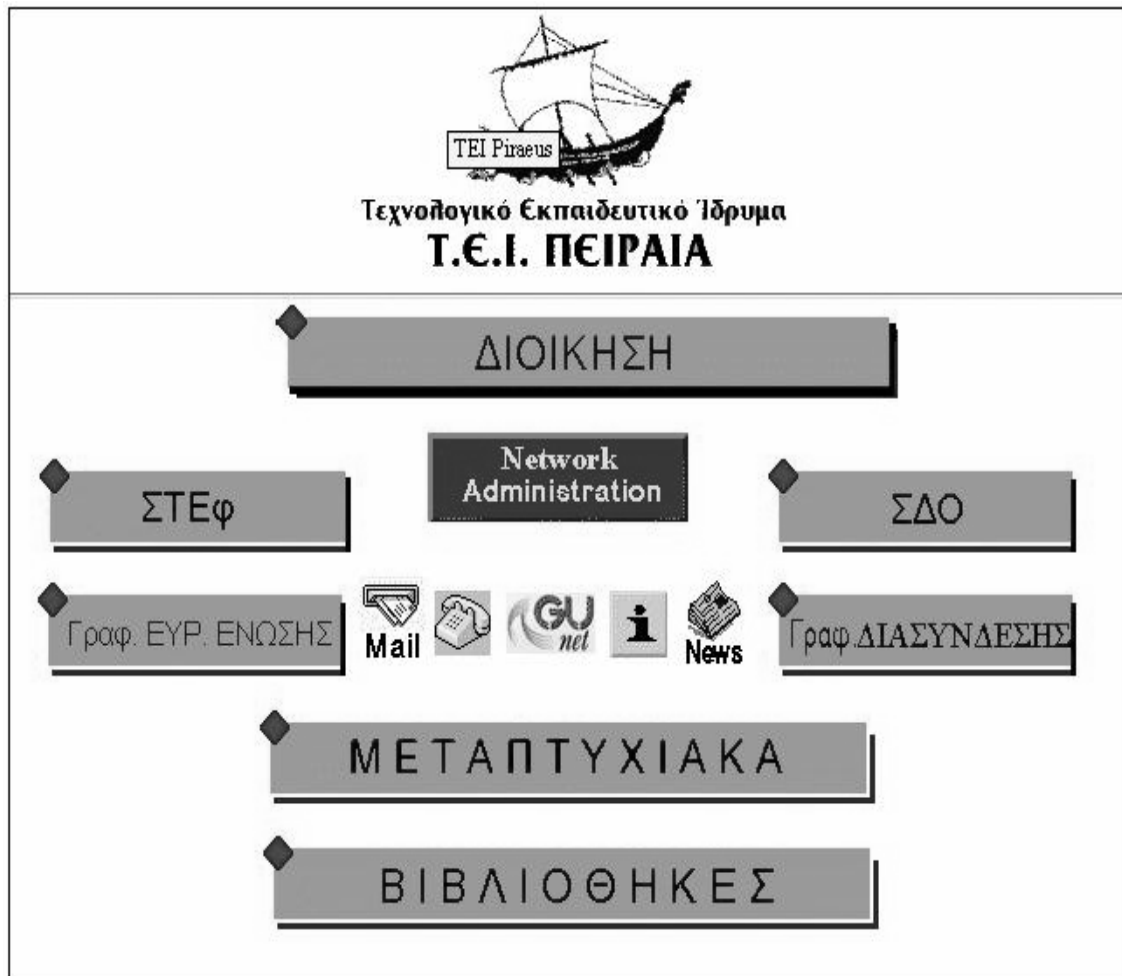 TEI Piraeus
Τεχνολογικό Εκπαιδευτικό Ίδρυμα
Τ.Ε.Ι. ΠΕΙΡΑΙΑ
ΔΙΟΙΚΗΣΗ
Network
Administration
ΣΤΕφ
ΣΔΟ
Γραφ. ΕΥΡ. ΕΝΩΣΗΣ
Mail
GU
net
i
News
Γραφ.ΔΙΑΣΥΝΔΕΣΗΣ
ΜΕΤΑΠΤΥΧΙΑΚΑ
ΒΙΒΛΙΟΘΗΚΕΣ